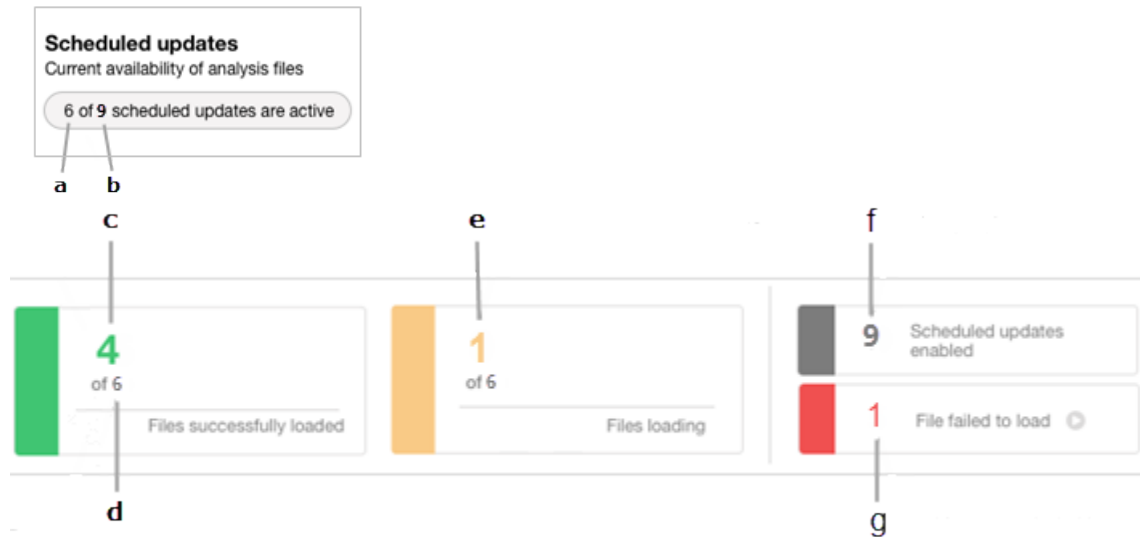 Scheduled updates
Current availability of analysis files
6 of 9 scheduled updates are active
a b
c e f
4
of 6
Files successfully loaded
1
of 6
Files loading
9 Scheduled updates
enabled
1 File failed to load
d g